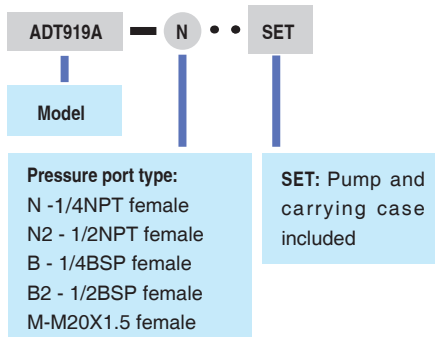 ADT919A — N • • SET
Model
Pressure port type:
N -1/4NPT female
N2 - 1/2NPT female
B - 1/4BSP female
B2 - 1/2BSP female
M-M20X1.5 female
SET: Pump and
carrying case
included